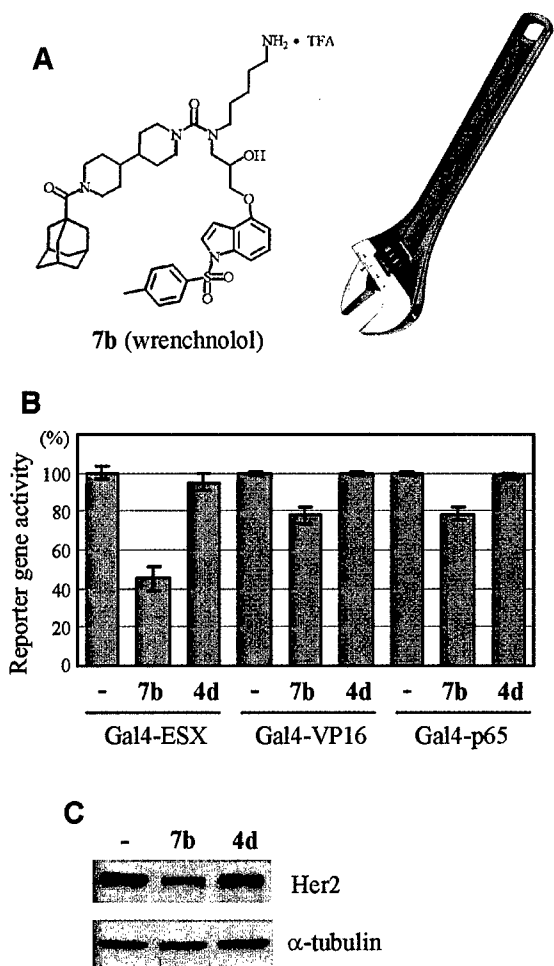 A
NH₂ • TFA
O
N
N
OH
O
N
O
N
S
O
O
7b (wrenchnolol)
B
(%)
Reporter gene activity
100
80
60
40
20
0
- 7b 4d - 7b 4d - 7b 4d
Gal4-ESX Gal4-VP16 Gal4-p65
C
- 7b 4d
Her2
α-tubulin